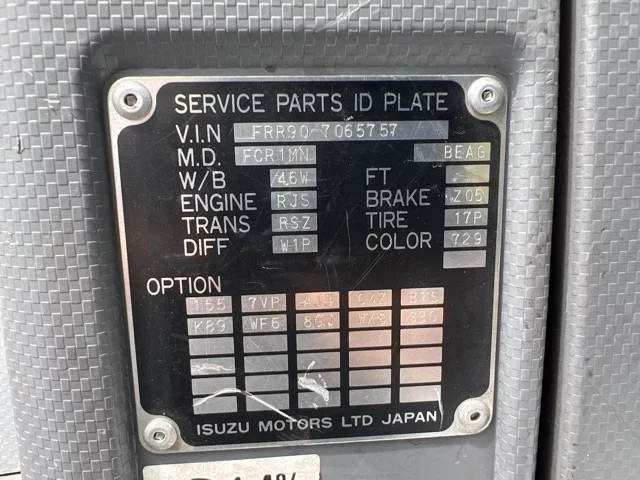 SERVICE PARTS ID PLATE
V.I.N FRR90-7065757
M.D. FCR1MN BEAG
W/B 46W FT
ENGINE RJS BRAKE Z05
TRANS RSZ TIRE 17P
DIFF W1P COLOR 729
OPTION
155 7VP
K89 WF6
ISUZU MOTORS LTD JAPAN